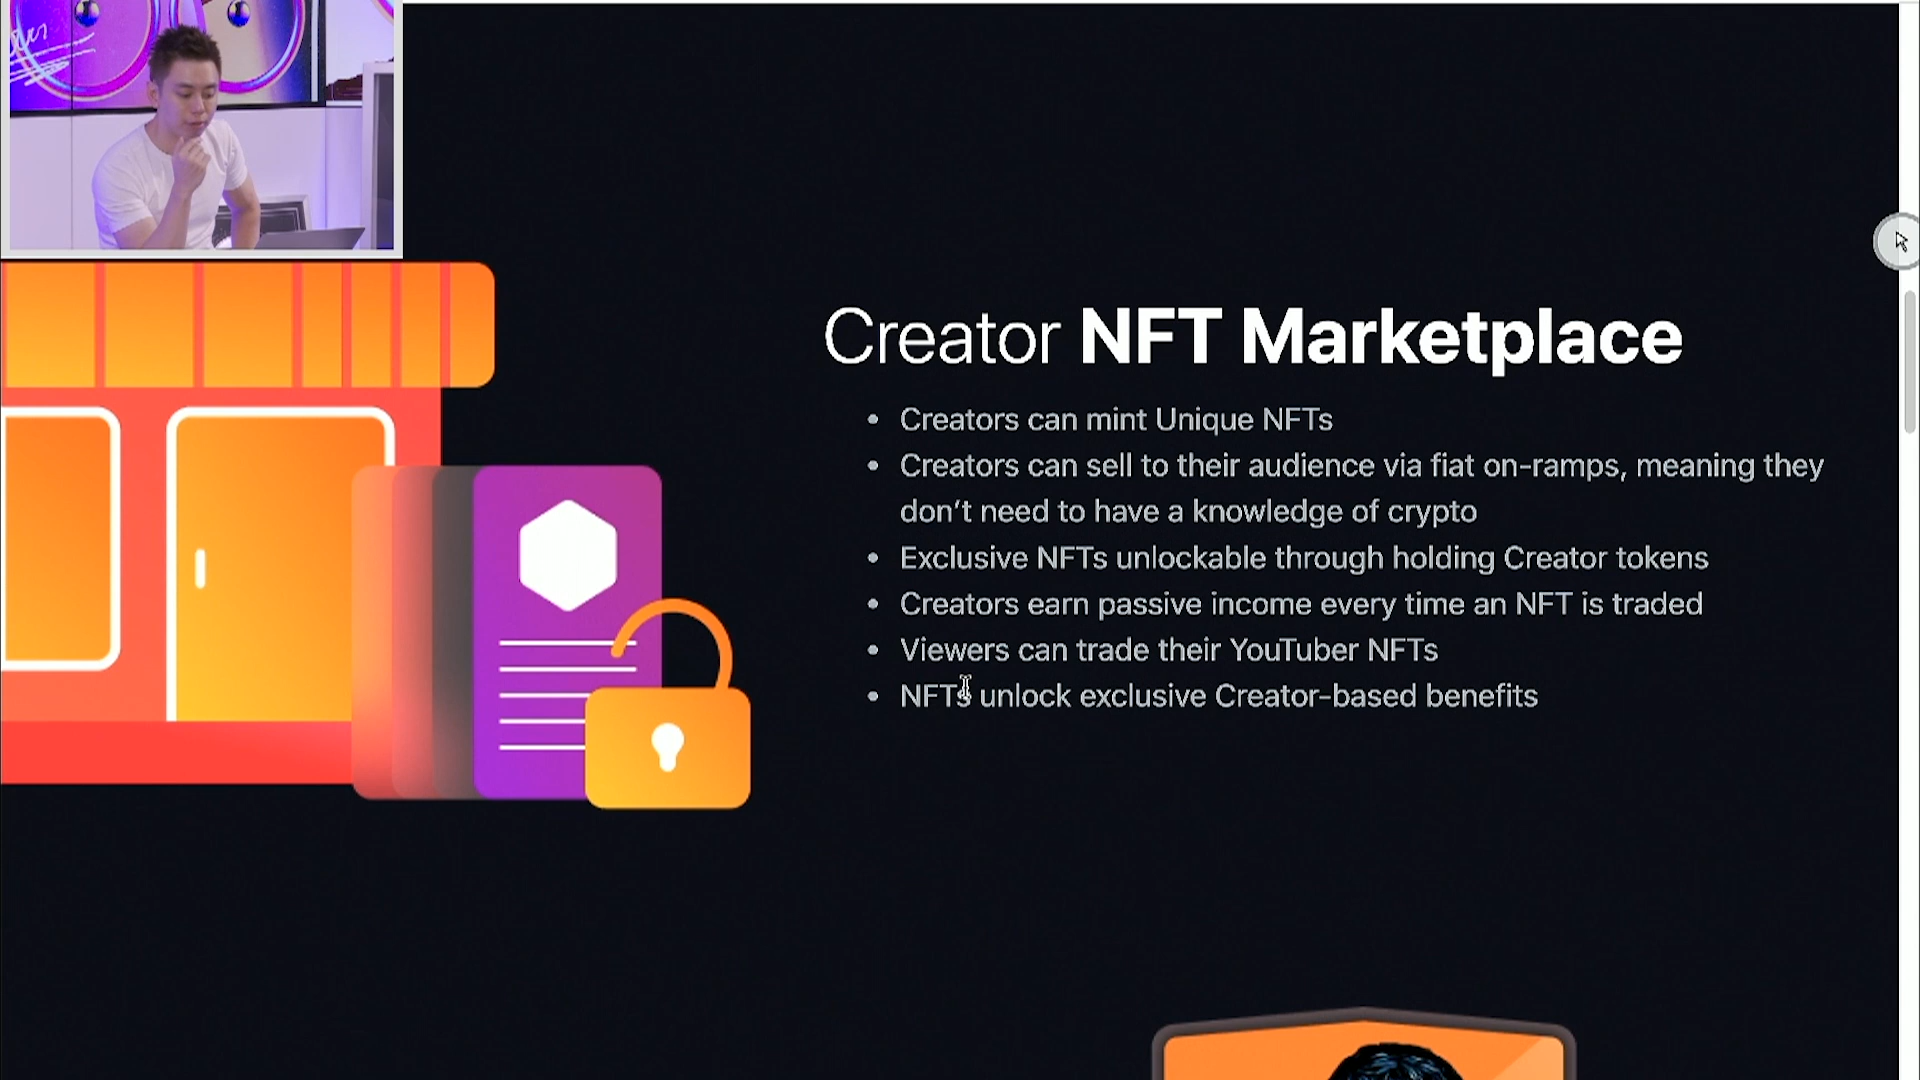 Creator NFT Marketplace
• Creators can mint Unique NFTs
• Creators can sell to their audience via fiat on-ramps, meaning they
don’t need to have a knowledge of crypto
• Exclusive NFTs unlockable through holding Creator tokens
• Creators earn passive income every time an NFT is traded
• Viewers can trade their YouTuber NFTs
• NFTs unlock exclusive Creator-based benefits